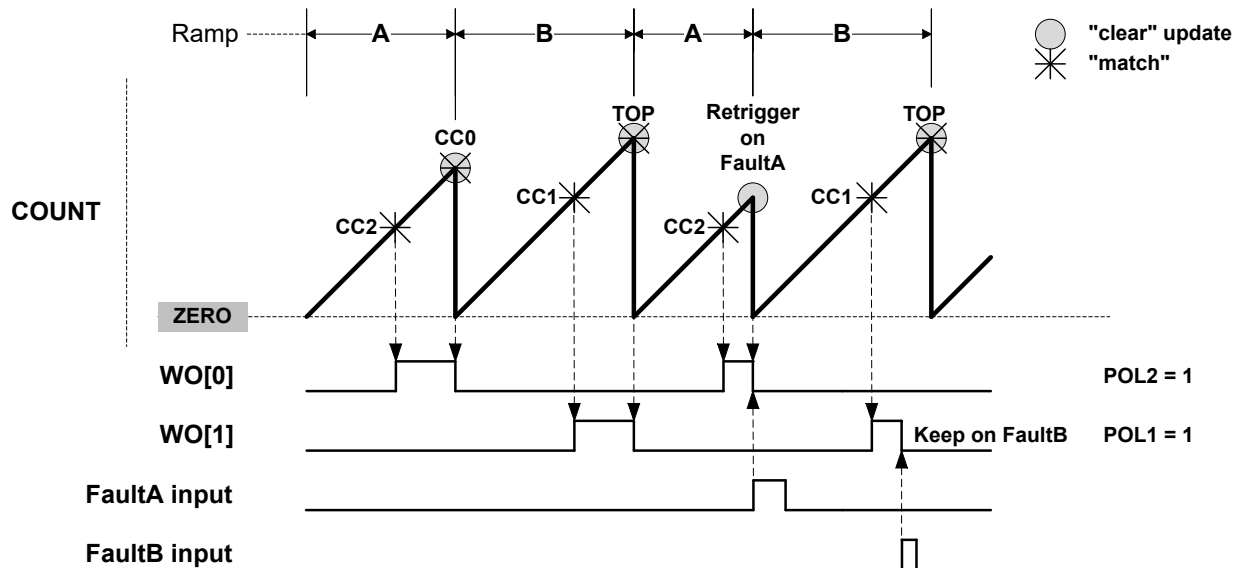 Ramp
A
B
A
B
"clear" update
"match"
CC0
TOP
Retrigger
on
FaultA
TOP
COUNT
CC2
CC1
CC2
CC1
ZERO
WO[0]
POL2 = 1
WO[1]
Keep on FaultB
POL1 = 1
FaultA input
FaultB input